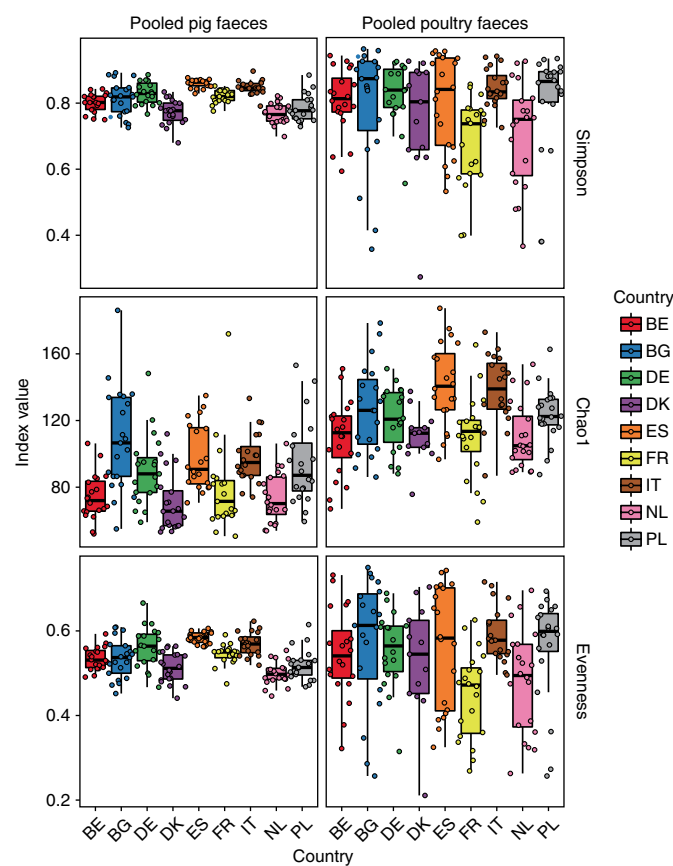 Pooled pig faeces
Pooled poultry faeces
0.8
0.6
0.4
Simpson
160
120
80
Chao1
Index value
0.6
0.4
0.2
Evenness
BE
BG
DE
DK
ES
FR
IT
NL
PL
BE
BG
DE
DK
ES
FR
IT
NL
PL
Country
Country
BE
BG
DE
DK
ES
FR
IT
NL
PL